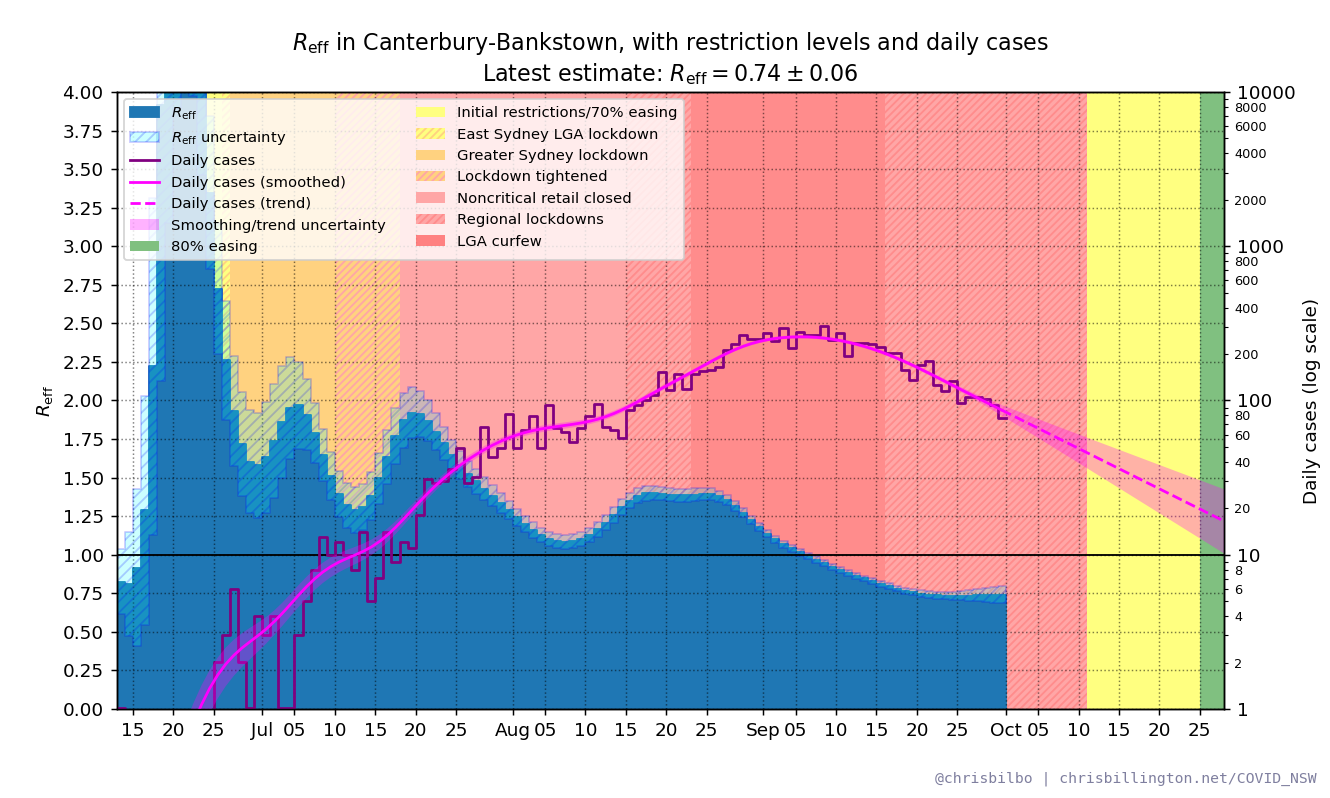 Reff in Canterbury-Bankstown, with restriction levels and daily cases
Latest estimate: Reff = 0.74 ± 0.06
Reff
Reff uncertainty
Daily cases
Daily cases (smoothed)
Daily cases (trend)
Smoothing/trend uncertainty
80% easing
Initial restrictions/70% easing
East Sydney LGA lockdown
Greater Sydney lockdown
Lockdown tightened
Noncritical retail closed
Regional lockdowns
LGA curfew
Reff
4.00
3.75
3.50
3.25
3.00
2.75
2.50
2.25
2.00
1.75
1.50
1.25
1.00
0.75
0.50
0.25
0.00
10000
8000
6000
4000
2000
1000
800
600
400
200
100
80
60
40
20
10
8
6
4
2
1
Daily cases (log scale)
15 20 25 Jul 05 10 15 20 25 Aug 05 10 15 20 25 Sep 05 10 15 20 25 Oct 05 10 15 20 25
@chrisbilbo | chrisbillington.net/COVID_NSW